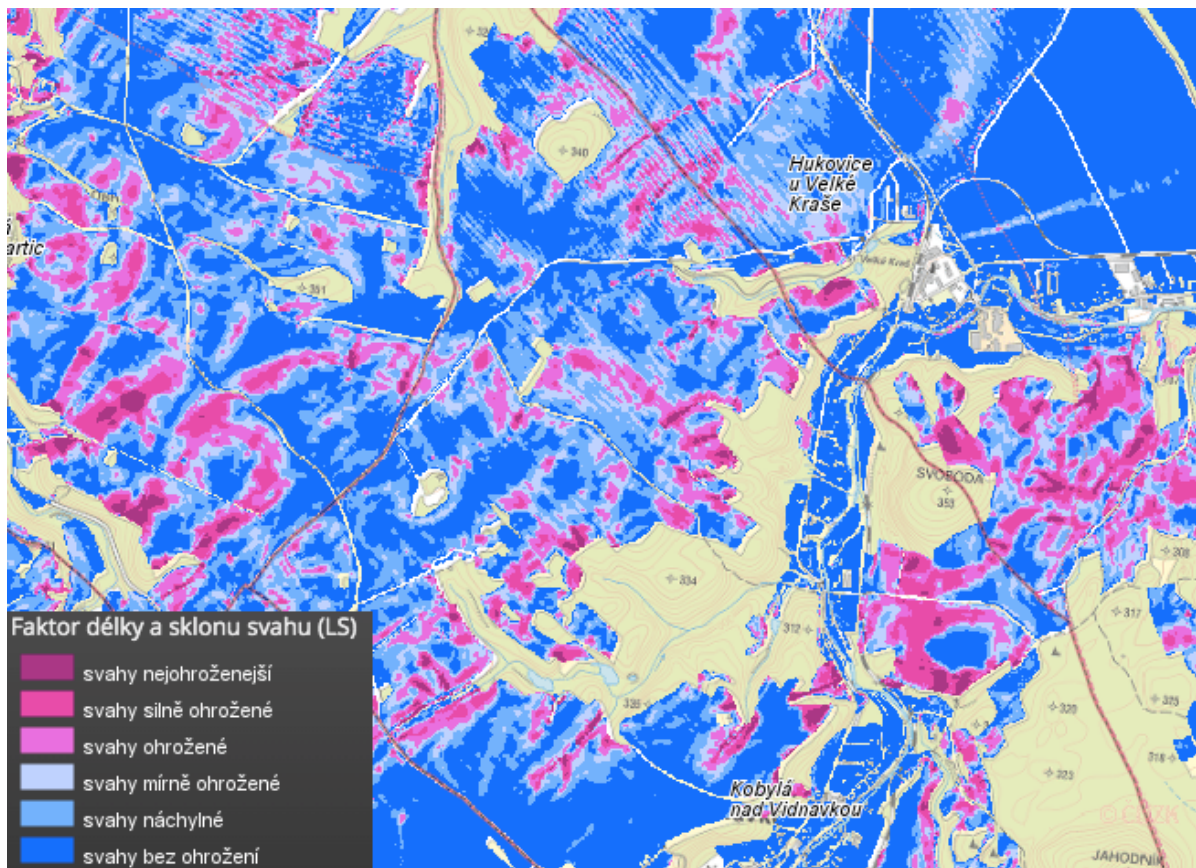 340
Hukovice
u Velké
Kraše
artic
Velká Kraš
351
SVOBODA
353
334
308
317
312
335
320
325
323
318
Kobylá
nad Vidnavkou
© ČÚZK
JAHODNÍK
Faktor délky a sklonu svahu (LS)
svahy nejohroženejší
svahy silně ohrožené
svahy ohrožené
svahy mírně ohrožené
svahy náchylné
svahy bez ohrožení